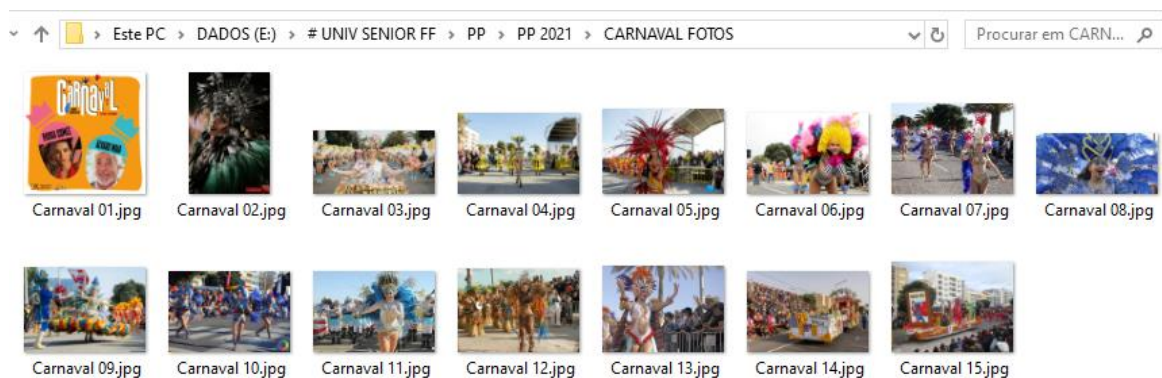 Este PC > DADOS (E:) > # UNIV SENIOR FF > PP > PP 2021 > CARNAVAL FOTOS
Procurar em CARN...
CARNAVAL
Carnaval 01.jpg
Carnaval 02.jpg
Carnaval 03.jpg
Carnaval 04.jpg
Carnaval 05.jpg
Carnaval 06.jpg
Carnaval 07.jpg
Carnaval 08.jpg
Carnaval 09.jpg
Carnaval 10.jpg
Carnaval 11.jpg
Carnaval 12.jpg
Carnaval 13.jpg
Carnaval 14.jpg
Carnaval 15.jpg